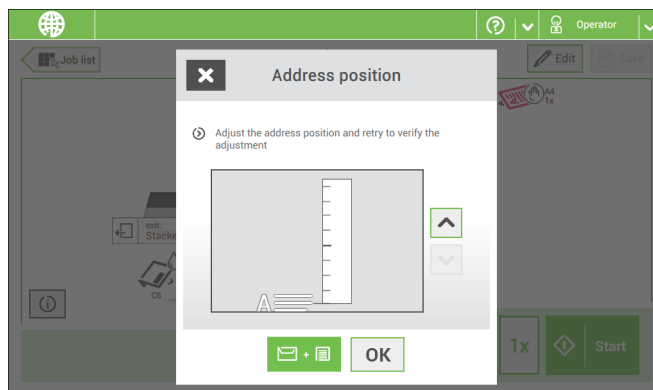 Operator
Job list
Address position
Edit
Save
A4
1x
Adjust the address position and retry to verify the
adjustment
exit:
Stacke
A
C5
+
OK
1x
Start